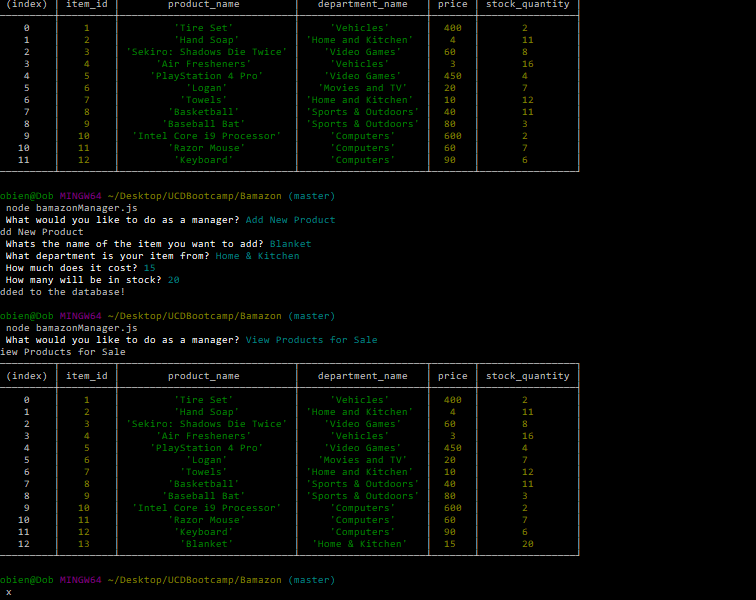 (index) item_id product_name department_name price stock_quantity
0 1 'Tire Set' 'Vehicles' 400 2
1 2 'Hand Soap' 'Home and Kitchen' 4 11
2 3 'Sekiro: Shadows Die Twice' 'Video Games' 60 8
3 4 'Air Fresheners' 'Vehicles' 3 16
4 5 'PlayStation 4 Pro' 'Video Games' 450 4
5 6 'Logan' 'Movies and TV' 20 7
6 7 'Towels' 'Home and Kitchen' 10 12
7 8 'Basketball' 'Sports & Outdoors' 40 11
8 9 'Baseball Bat' 'Sports & Outdoors' 80 3
9 10 'Intel Core i9 Processor' 'Computers' 600 2
10 11 'Razor Mouse' 'Computers' 60 7
11 12 'Keyboard' 'Computers' 90 6
obien@Dob MINGW64 ~/Desktop/UCDBootcamp/Bamazon (master)
node bamazonManager.js
What would you like to do as a manager? Add New Product
dd New Product
Whats the name of the item you want to add? Blanket
What department is your item from? Home & Kitchen
How much does it cost? 15
How many will be in stock? 20
dded to the database!
obien@Dob MINGW64 ~/Desktop/UCDBootcamp/Bamazon (master)
node bamazonManager.js
What would you like to do as a manager? View Products for Sale
iew Products for Sale
(index) item_id product_name department_name price stock_quantity
0 1 'Tire Set' 'Vehicles' 400 2
1 2 'Hand Soap' 'Home and Kitchen' 4 11
2 3 'Sekiro: Shadows Die Twice' 'Video Games' 60 8
3 4 'Air Fresheners' 'Vehicles' 3 16
4 5 'PlayStation 4 Pro' 'Video Games' 450 4
5 6 'Logan' 'Movies and TV' 20 7
6 7 'Towels' 'Home and Kitchen' 10 12
7 8 'Basketball' 'Sports & Outdoors' 40 11
8 9 'Baseball Bat' 'Sports & Outdoors' 80 3
9 10 'Intel Core i9 Processor' 'Computers' 600 2
10 11 'Razor Mouse' 'Computers' 60 7
11 12 'Keyboard' 'Computers' 90 6
12 13 'Blanket' 'Home & Kitchen' 15 20
obien@Dob MINGW64 ~/Desktop/UCDBootcamp/Bamazon (master)
x